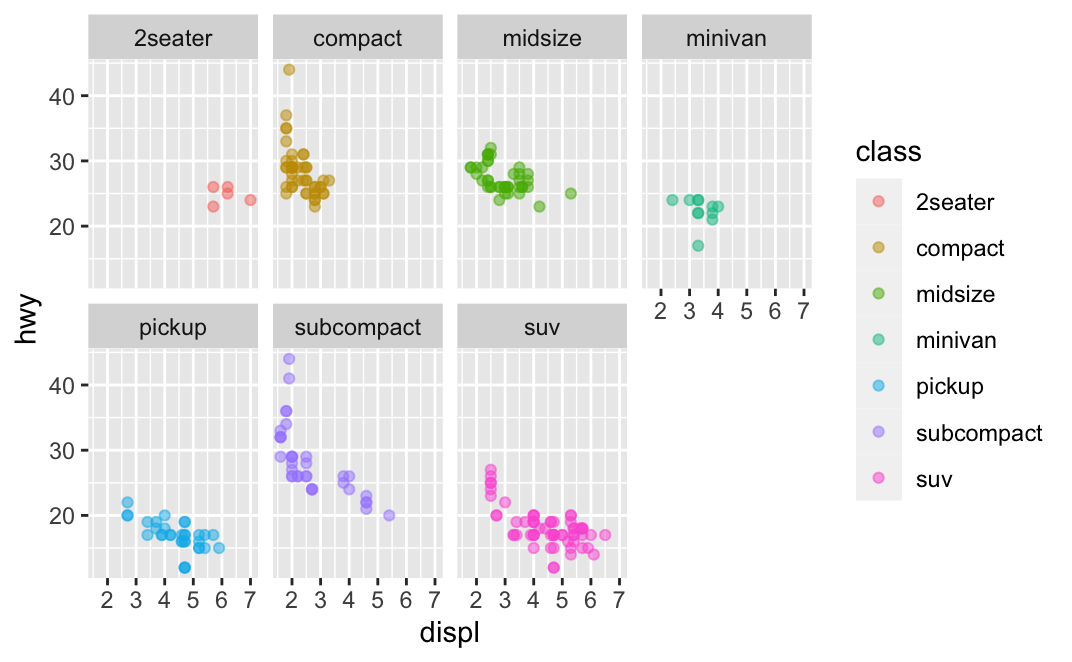 2seater compact midsize minivan
40
30
20
2 3 4 5 6 7
hwy
pickup subcompact suv
40
30
20
2 3 4 5 6 7 2 3 4 5 6 7 2 3 4 5 6 7
displ
class
2seater
compact
midsize
minivan
pickup
subcompact
suv